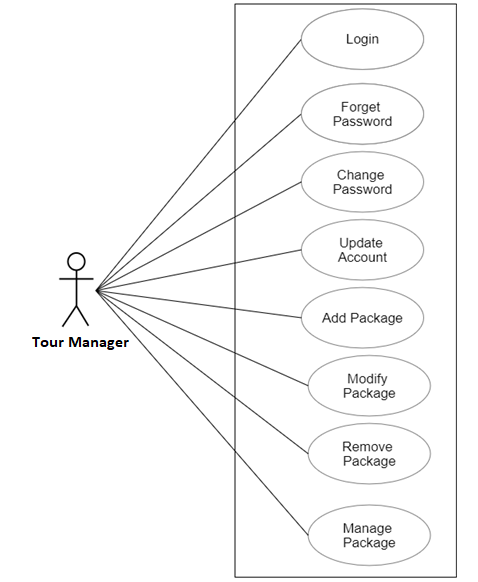 Login
Forget
Password
Change
Password
Update
Account
Add Package
Modify
Package
Remove
Package
Manage
Package
Tour Manager